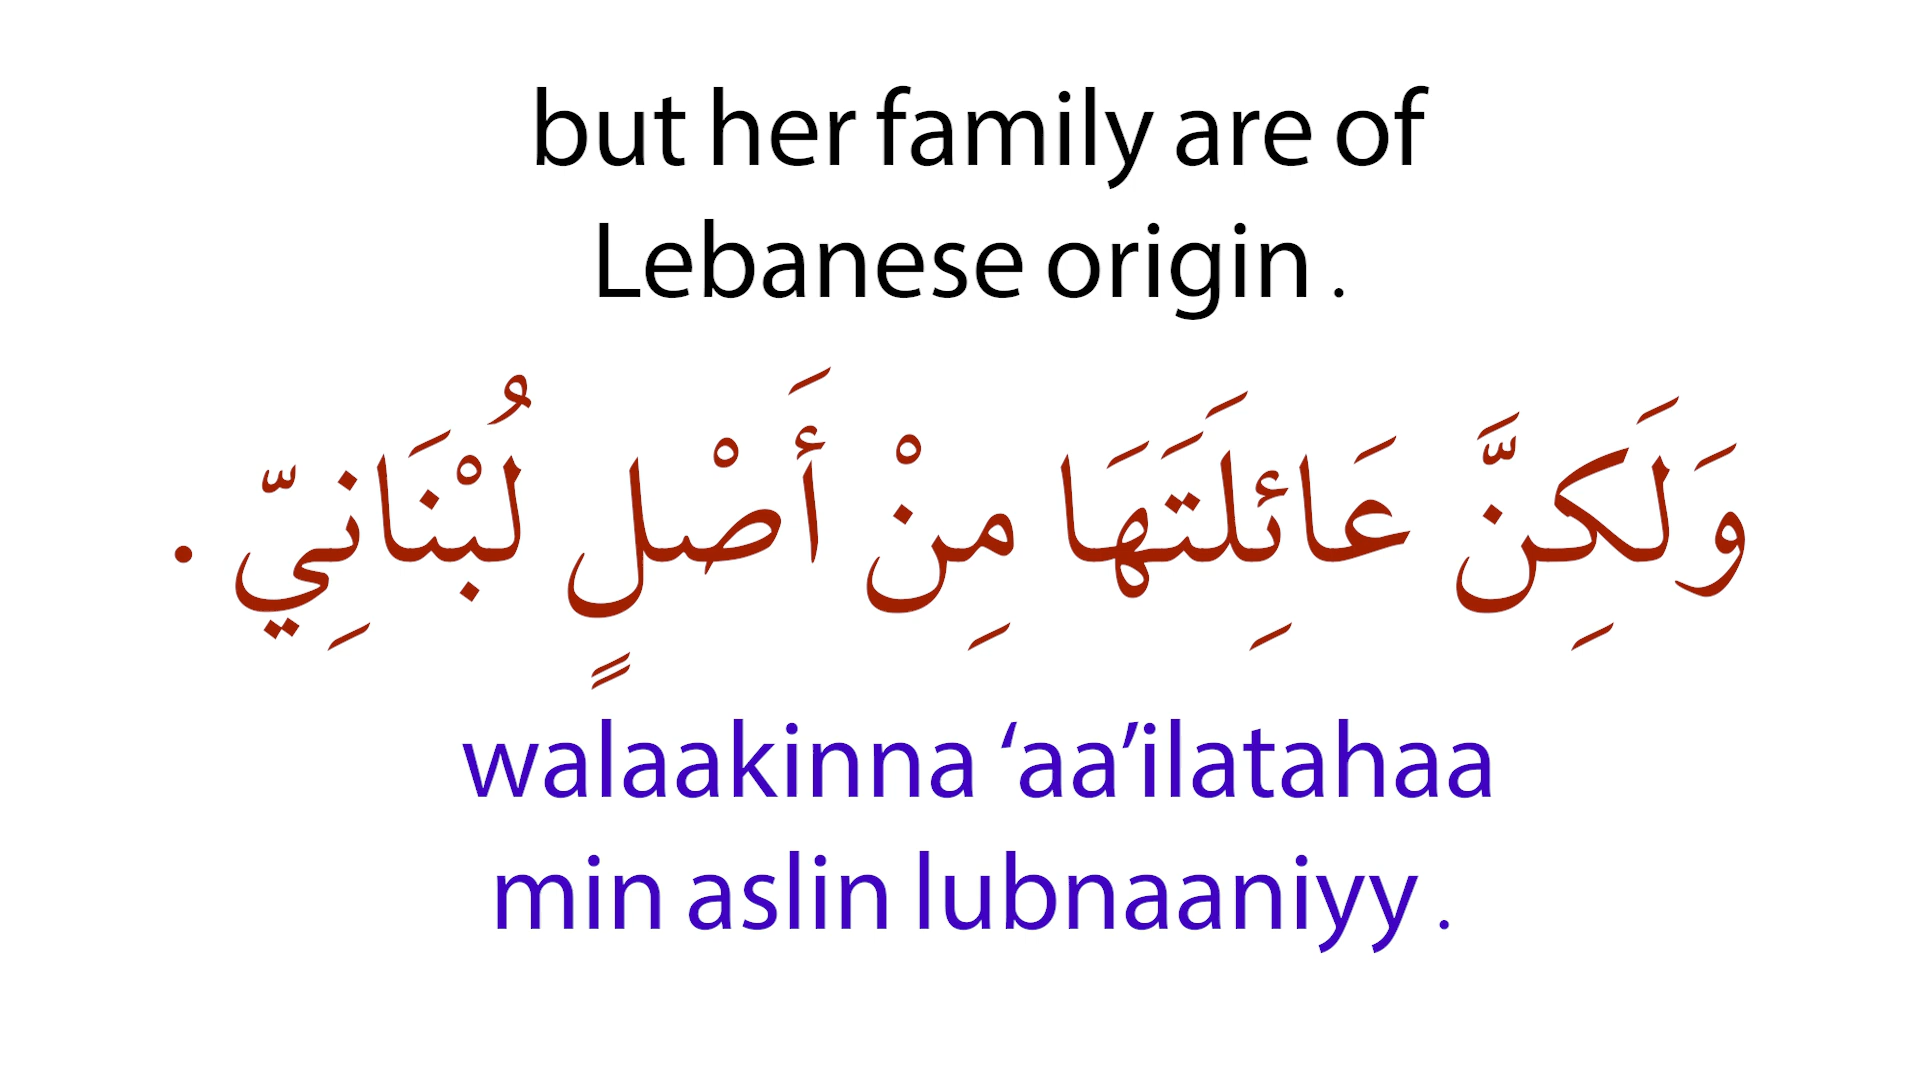 but her family are of
Lebanese origin .
وَلَكِنَّ عَائِلَتَهَا مِنْ أَصْلٍ لُبْنَانِيّ .
walaakinna ‘aa’ilatahaa
min aslin lubnaaniyy .